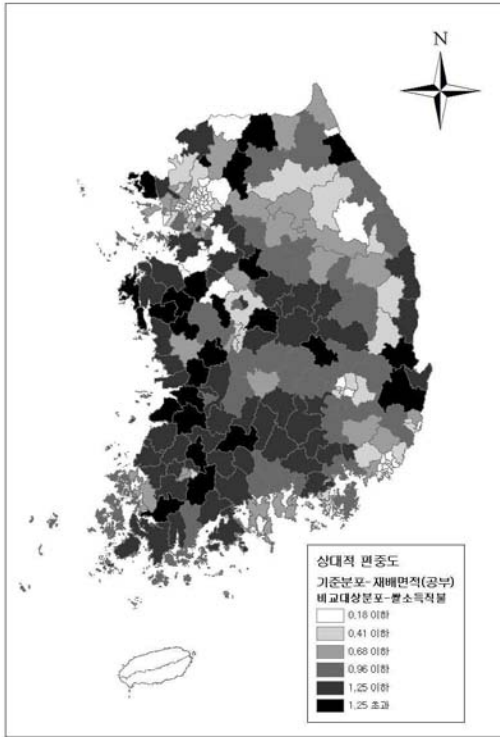 N
상대적 편중도
기준분포-재배면적(공부)
비교대상분포-쌀소득직불
0.18 이하
0.41 이하
0.68 이하
0.96 이하
1.25 이하
1.25 초과